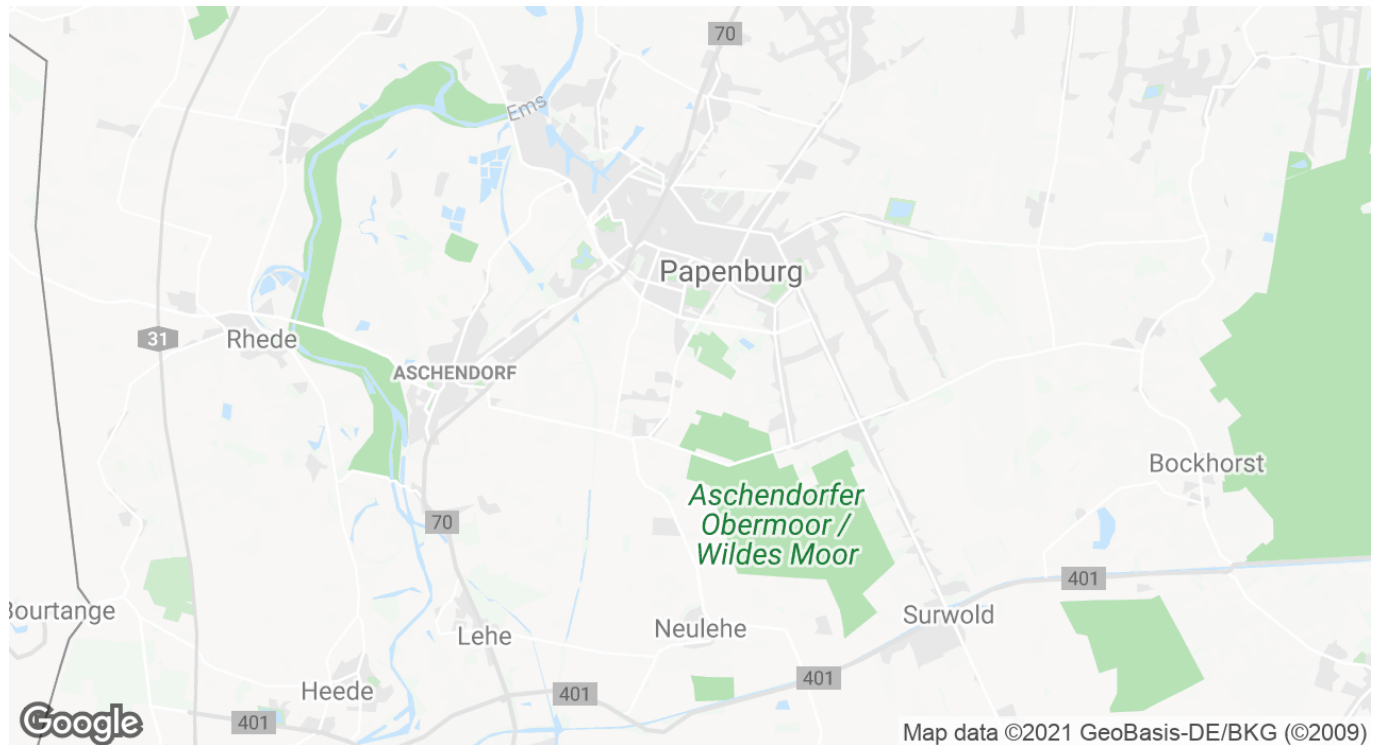 70
Ems
Papenburg
31
Rhede
ASCHENDORF
Bockhorst
Aschendorfer
Obermoor /
Wildes Moor
70
401
Bourtange
Surwold
Neulehe
Lehe
401
Heede
401
401
Google
Map data ©2021 GeoBasis-DE/BKG (©2009)